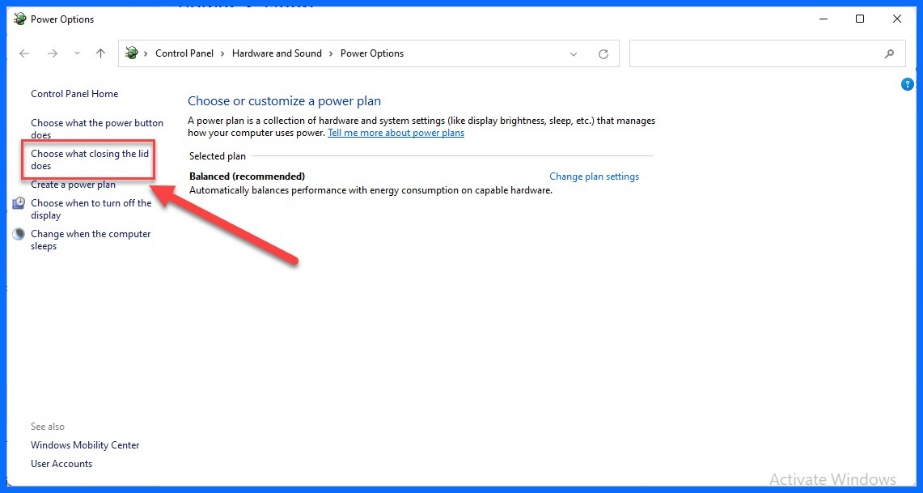 Power Options
Control Panel › Hardware and Sound › Power Options
Control Panel Home
Choose what the power button
does
Choose what closing the lid
does
Create a power plan
Choose when to turn off the
display
Change when the computer
sleeps
Choose or customize a power plan
A power plan is a collection of hardware and system settings (like display brightness, sleep, etc.) that manages
how your computer uses power. Tell me more about power plans
Selected plan
Balanced (recommended) Change plan settings
Automatically balances performance with energy consumption on capable hardware.
See also
Windows Mobility Center
User Accounts
Activate Windows